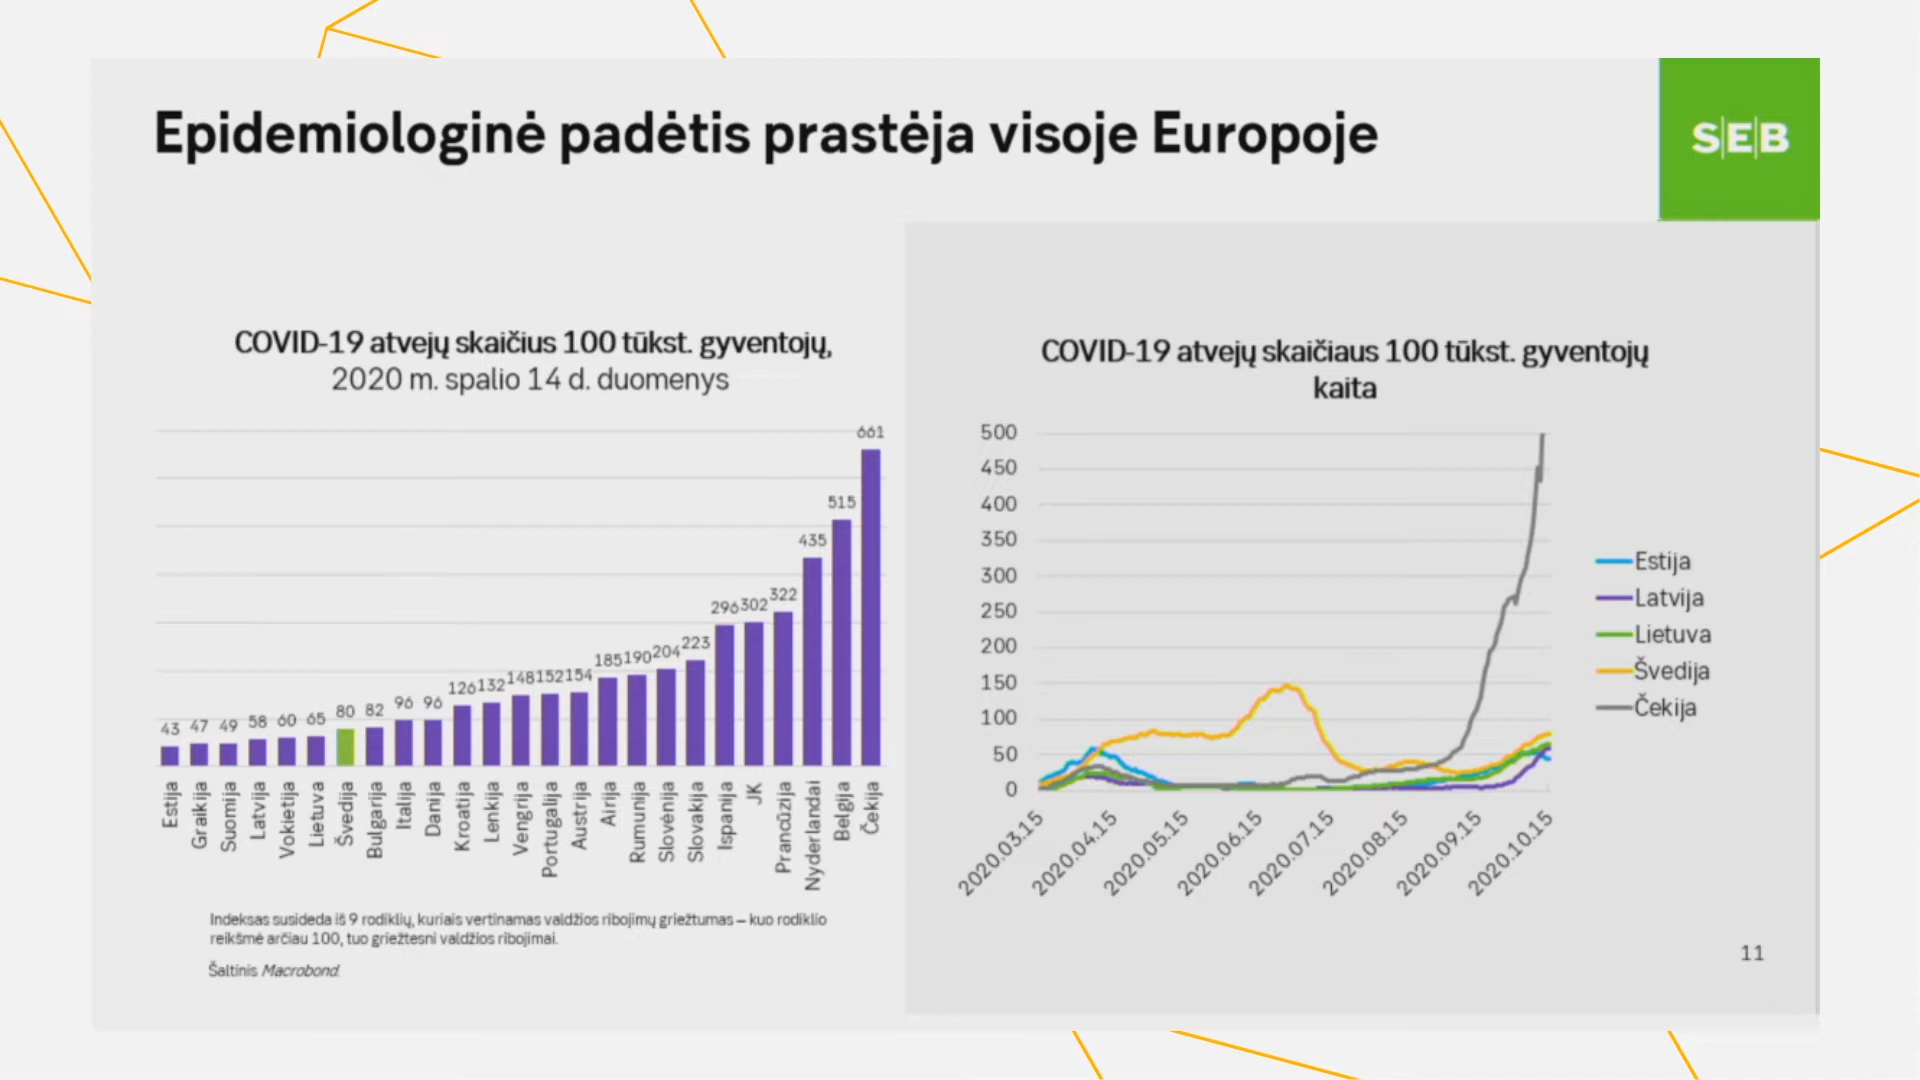 Epidemiologinė padėtis prastėja visoje Europoje
S|E|B
COVID-19 atvejų skaičius 100 tūkst. gyventojų,
2020 m. spalio 14 d. duomenys
43 47 49 58 60 65 80 82 96 96 126 132 148 152 154 185 190 204 223 296 302 322 435 515 661
Estija Graikija Suomija Latvija Vokietija Lietuva Švedija Bulgarija Italija Danija Kroatija Lenkija Vengrija Portugalija Austrija Airija Rumunija Slovėnija Slovakija Ispanija JK Prancūzija Nyderlandai Belgija Čekija
Indeksas susideda iš 9 rodiklių, kuriais vertinamas valdžios ribojimų griežtumas – kuo rodiklio
reikšmė arčiau 100, tuo griežtesni valdžios ribojimai.
Šaltinis Macrobond.
COVID-19 atvejų skaičiaus 100 tūkst. gyventojų
kaita
500
450
400
350
300
250
200
150
100
50
0
2020.03.15 2020.04.15 2020.05.15 2020.06.15 2020.07.15 2020.08.15 2020.09.15 2020.10.15
Estija
Latvija
Lietuva
Švedija
Čekija
11